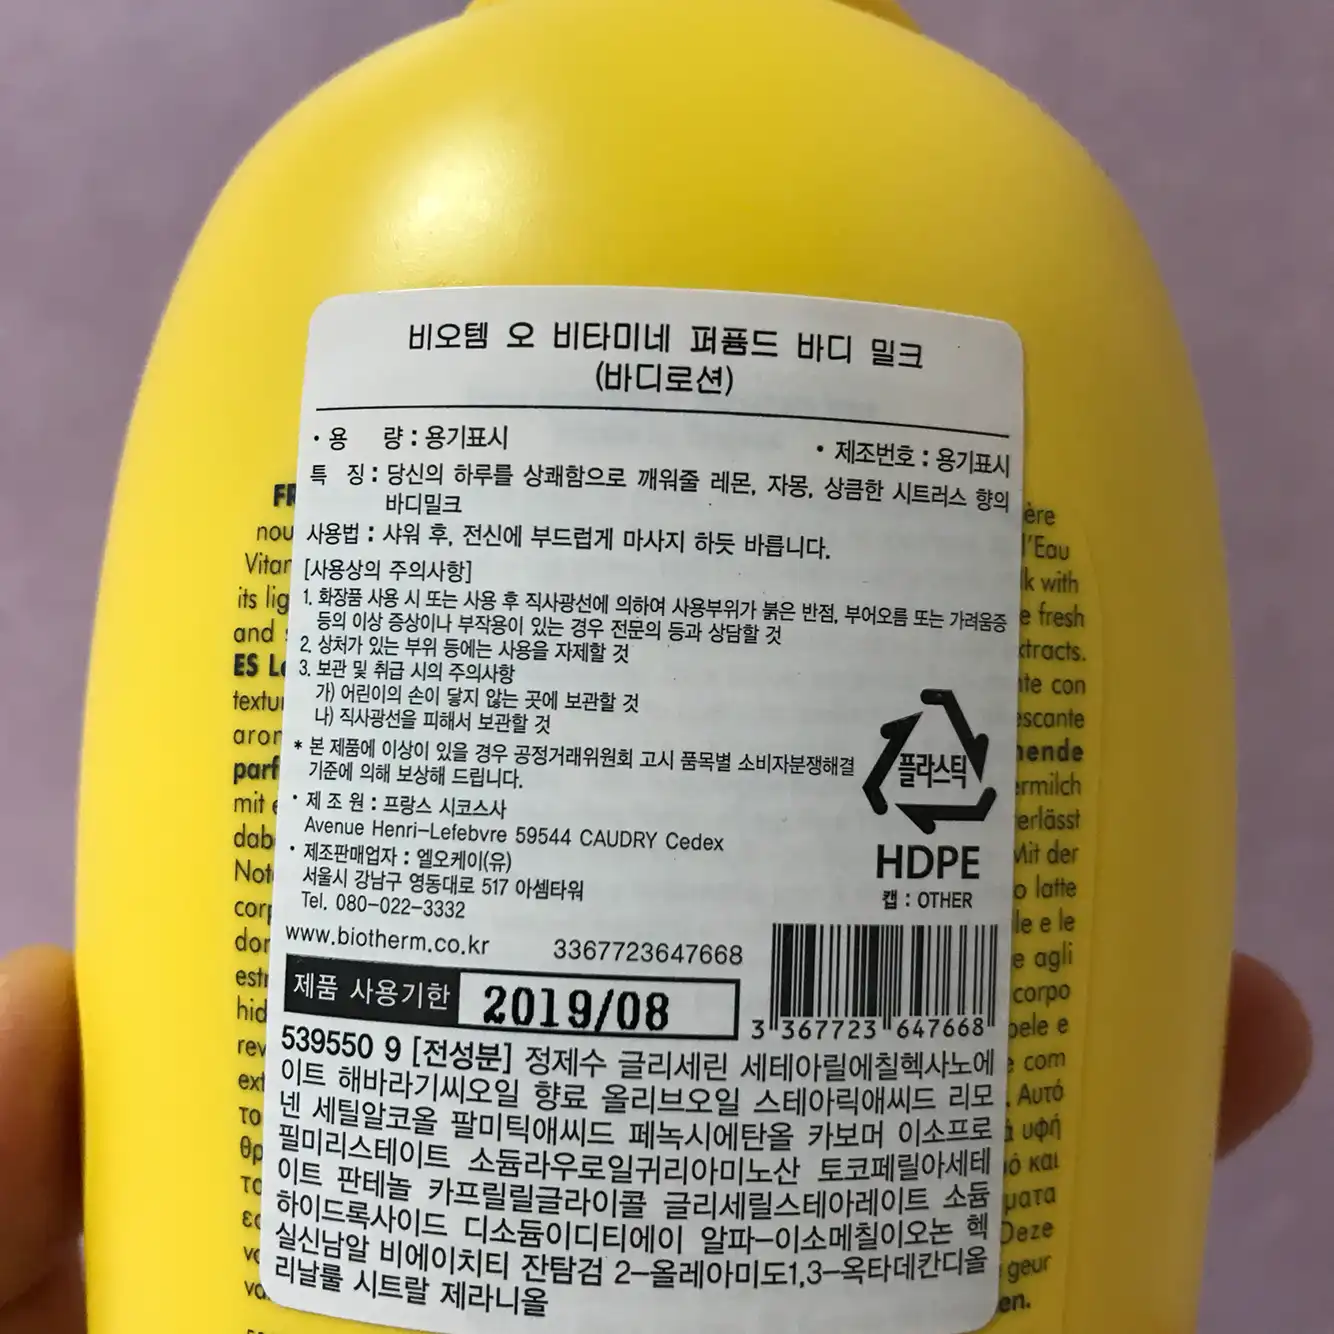 비오템 오 비타미네 퍼퓸드 바디 밀크
(바디로션)
· 용 량 : 용기표시 · 제조번호 : 용기표시
특 징 : 당신의 하루를 상쾌함으로 깨워줄 레몬, 자몽, 상큼한 시트러스 향의
바디밀크
사용법 : 샤워 후, 전신에 부드럽게 마사지 하듯 바릅니다.
[사용상의 주의사항]
1. 화장품 사용 시 또는 사용 후 직사광선에 의하여 사용부위가 붉은 반점, 부어오름 또는 가려움증
등의 이상 증상이나 부작용이 있는 경우 전문의 등과 상담할 것
2. 상처가 있는 부위 등에는 사용을 자제할 것
3. 보관 및 취급 시의 주의사항
가) 어린이의 손이 닿지 않는 곳에 보관할 것
나) 직사광선을 피해서 보관할 것
* 본 제품에 이상이 있을 경우 공정거래위원회 고시 품목별 소비자분쟁해결
기준에 의해 보상해 드립니다.
· 제 조 원 : 프랑스 시코스사
Avenue Henri-Lefebvre 59544 CAUDRY Cedex
· 제조판매업자 : 엘오케이(유)
서울시 강남구 영동대로 517 아셈타워
Tel. 080-022-3332
플라스틱
HDPE
캡 : OTHER
www.biotherm.co.kr 3367723647668
제품 사용기한 2019/08
3 367723 647668
539550 9 [전성분] 정제수 글리세린 세테아릴에칠헥사노에
이트 해바라기씨오일 향료 올리브오일 스테아릭애씨드 리모
넨 세틸알코올 팔미틱애씨드 페녹시에탄올 카보머 이소프로
필미리스테이트 소듐라우로일귀리아미노산 토코페릴아세테
이트 판테놀 카프릴릴글라이콜 글리세릴스테아레이트 소듐
하이드록사이드 디소듐이디티에이 알파-이소메칠이오논 헥
실신남알 비에이치티 잔탐검 2-올레아미도1,3-옥타데칸디올
리날룰 시트랄 제라니올
l'Eau
with
fresh
ES
con
mit
Mit der
latte
e le
e agli
corpo
com
Αυτό
υφή
και
Deze
geur